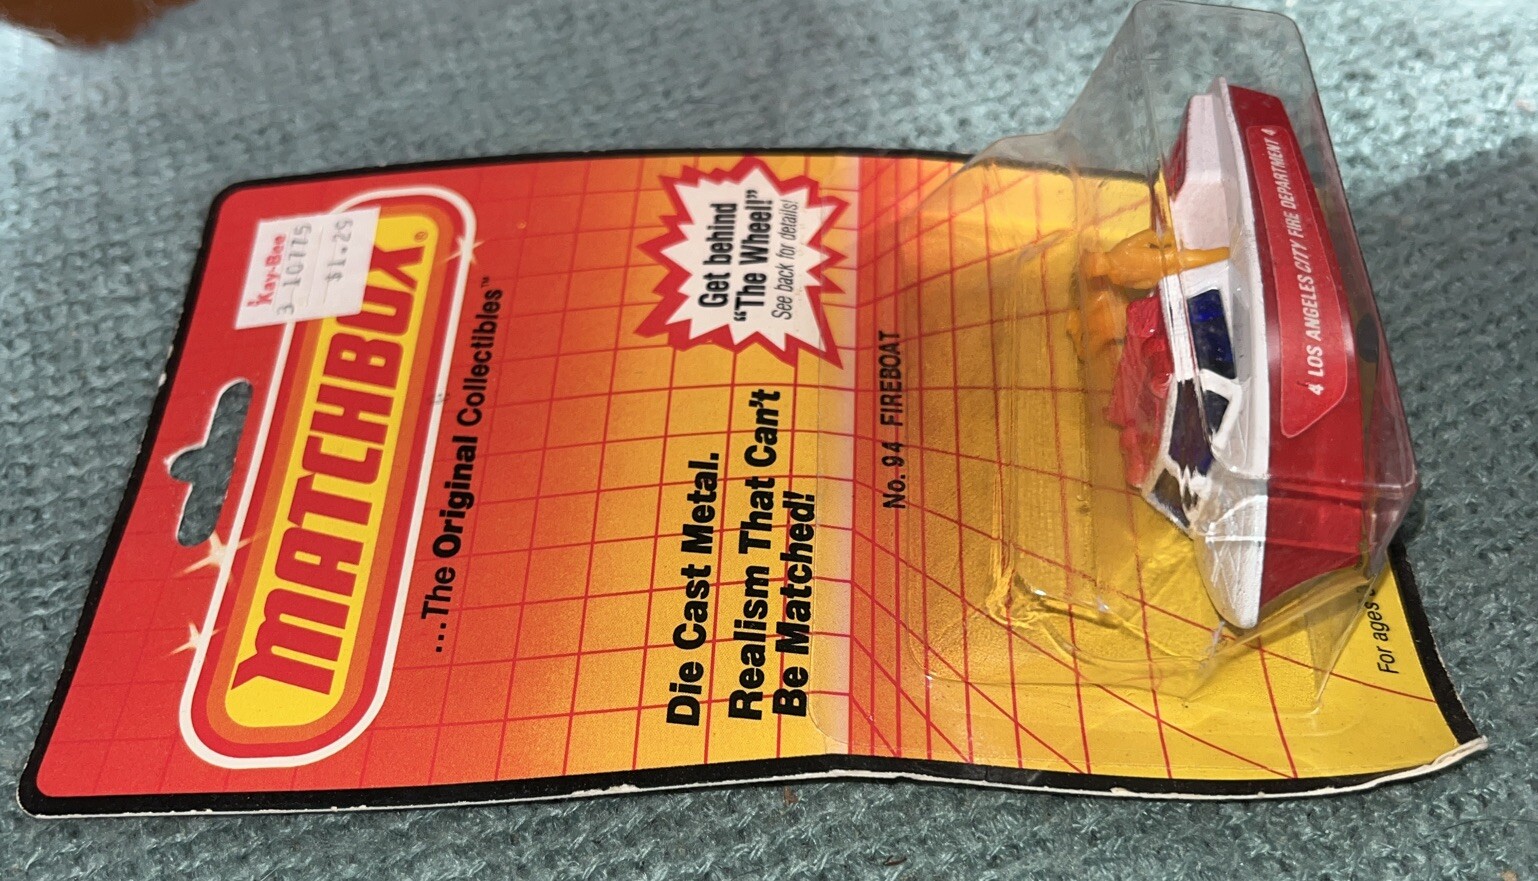 Kay-Bee
3 10775
$1.29
MATCHBOX®
...The Original Collectibles™
Get behind
"The Wheel!"
See back for details!
Die Cast Metal.
Realism That Can't
Be Matched!
No. 94 FIREBOAT
4 LOS ANGELES CITY FIRE DEPARTMENT 4
For ages